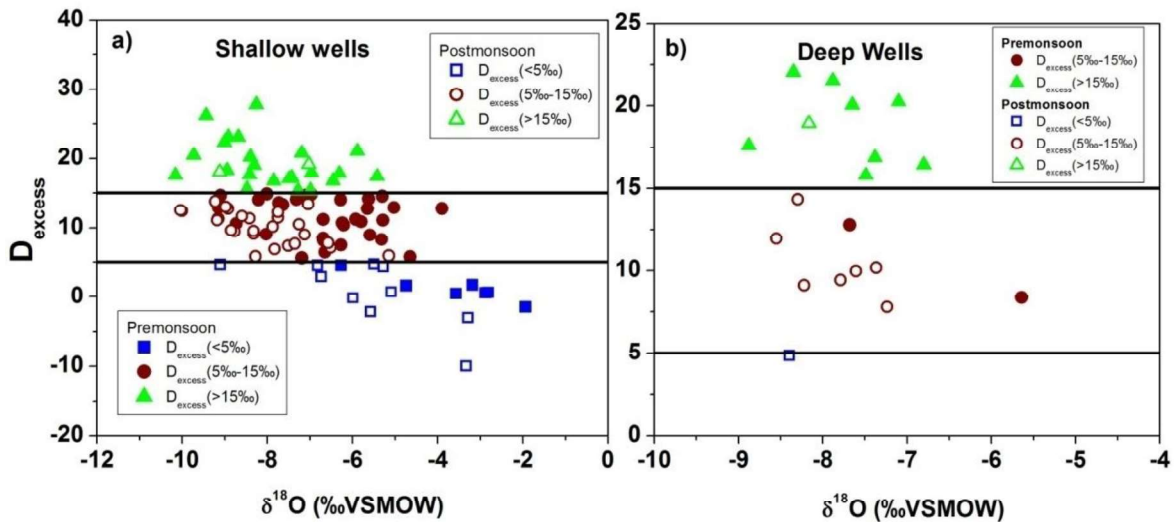 a)
Shallow wells
Postmonsoon
Dexcess(<5‰)
Dexcess(5‰-15‰)
Dexcess(>15‰)
Premonsoon
Dexcess(<5‰)
Dexcess(5‰-15‰)
Dexcess(>15‰)
40
30
20
10
0
-10
-20
-12
-10
-8
-6
-4
-2
0
Dexcess
δ18O (‰VSMOW)
b)
Deep Wells
Premonsoon
Dexcess(5‰-15‰)
Dexcess(>15‰)
Postmonsoon
Dexcess(<5‰)
Dexcess(5‰-15‰)
Dexcess(>15‰)
25
20
15
10
5
0
-10
-9
-8
-7
-6
-5
-4
δ18O (‰VSMOW)